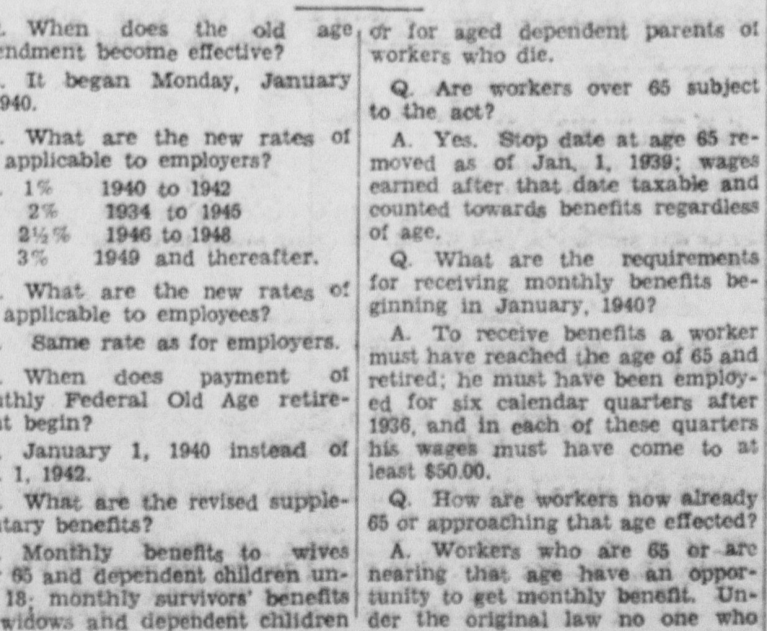 . When does the old age
endment become effective?
. It began Monday, January
940.
. What are the new rates of
applicable to employers?
. 1% 1940 to 1942
2% 1934 to 1945
2½% 1946 to 1948
3% 1949 and thereafter.
. What are the new rates of
applicable to employees?
. Same rate as for employers.
. When does payment of
thly Federal Old Age retire-
t begin?
. January 1, 1940 instead of
. 1, 1942.
. What are the revised supple-
tary benefits?
. Monthly benefits to wives
65 and dependent children un-
18; monthly survivors' benefits
widows and dependent chlidren
or for aged dependent parents of
workers who die.
Q. Are workers over 65 subject
to the act?
A. Yes. Stop date at age 65 re-
moved as of Jan. 1, 1939; wages
earned after that date taxable and
counted towards benefits regardless
of age.
Q. What are the requirements
for receiving monthly benefits be-
ginning in January, 1940?
A. To receive benefits a worker
must have reached the age of 65 and
retired; he must have been employ-
ed for six calendar quarters after
1936, and in each of these quarters
his wages must have come to at
least $50.00.
Q. How are workers now already
65 or approaching that age effected?
A. Workers who are 65 or are
nearing that age have an oppor-
tunity to get monthly benefit. Un-
der the original law no one who